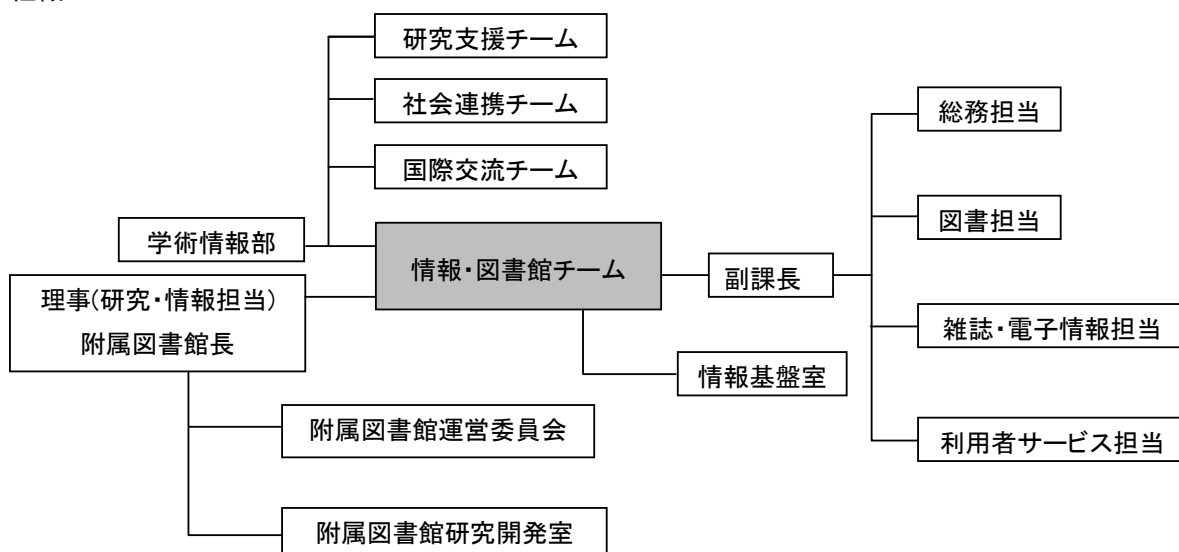 研究支援チーム
社会連携チーム
国際交流チーム
学術情報部
情報・図書館チーム
理事(研究・情報担当)
附属図書館長
副課長
情報基盤室
総務担当
図書担当
雑誌・電子情報担当
利用者サービス担当
附属図書館運営委員会
附属図書館研究開発室